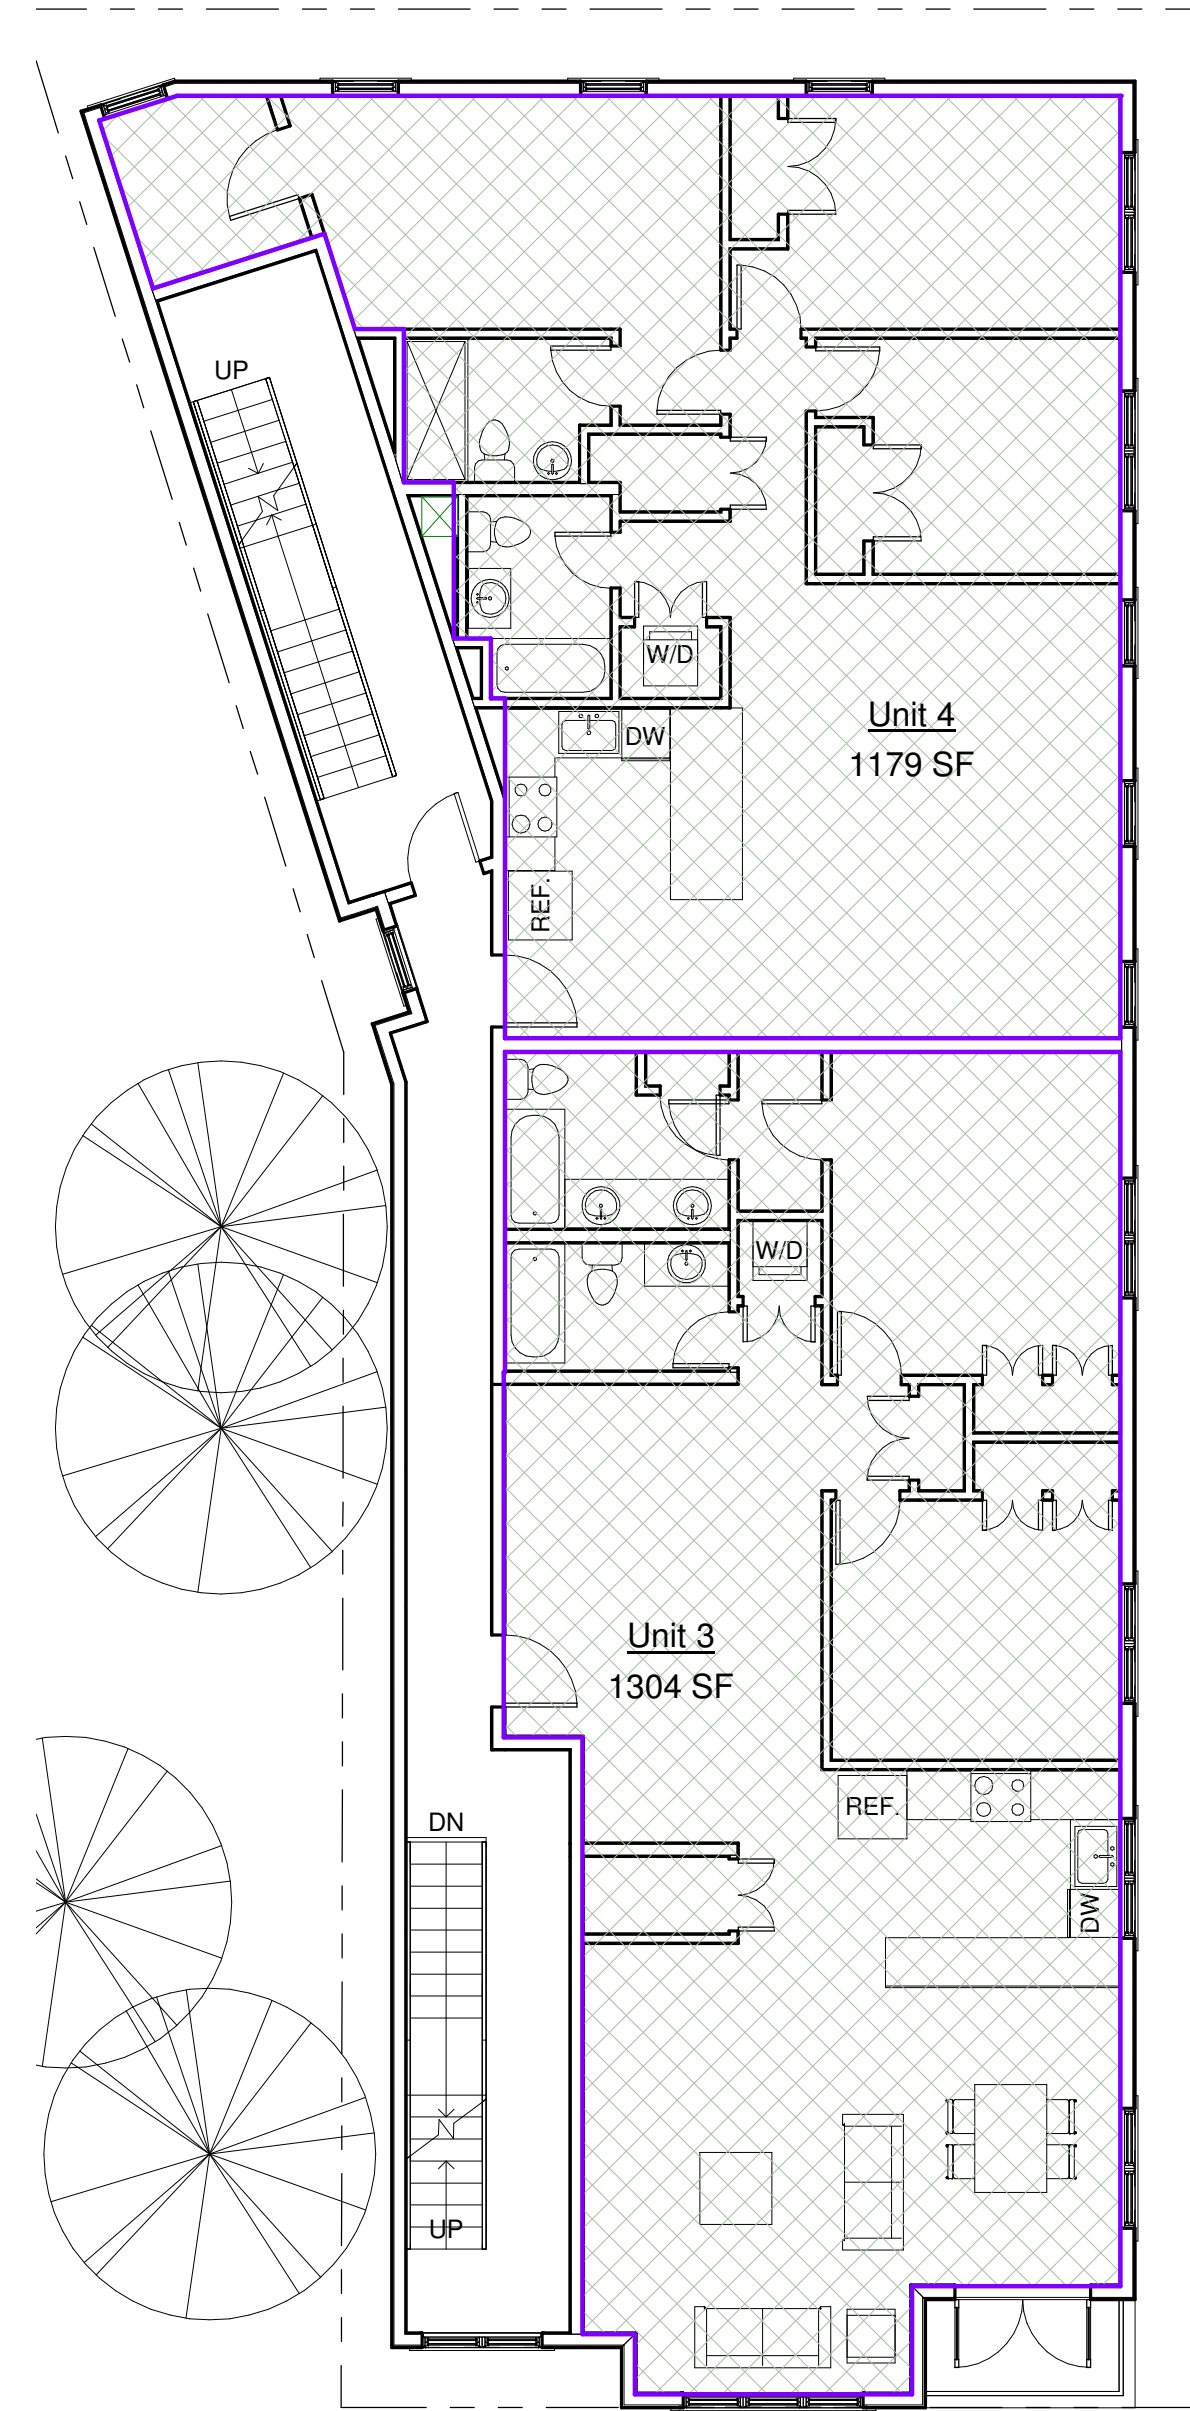 UP
W/D
Unit 4
1179 SF
DW
REF.
W/D
Unit 3
1304 SF
REF.
DN
DW
UP